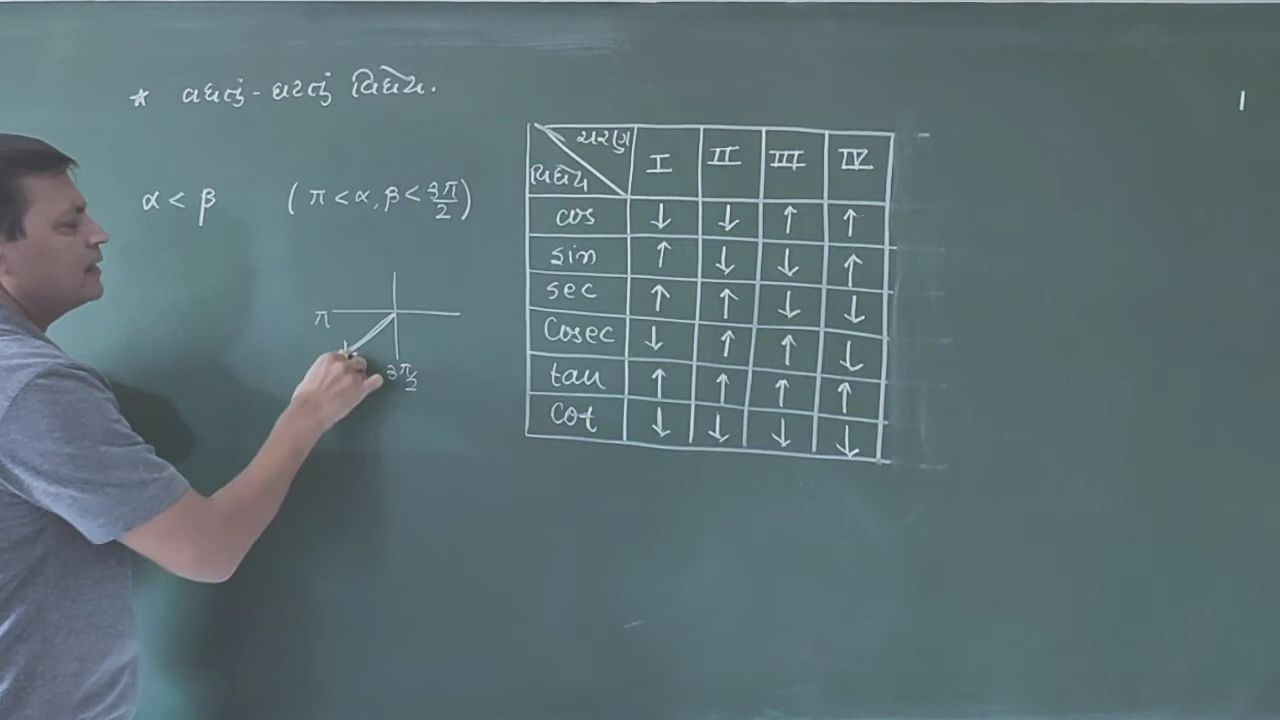 * વધતું - ઘટતું વિધેય.
1
α < β ( π < α, β < 3π/2 )
π
3π/2
ચરણ I II III IV
વિધેય
cos ↓ ↓ ↑ ↑
sin ↑ ↓ ↓ ↑
sec ↑ ↑ ↓ ↓
Cosec ↓ ↑ ↑ ↓
tan ↑ ↑ ↑ ↑
Cot ↓ ↓ ↓ ↓